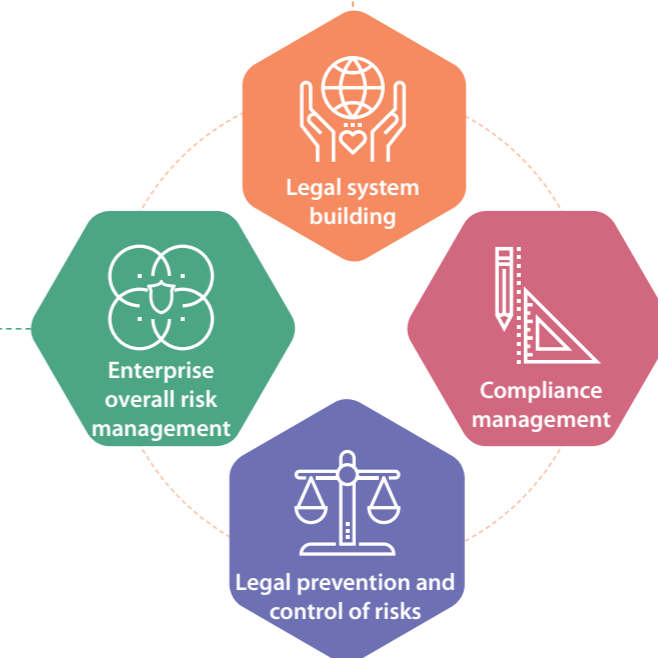 Legal system
building
Enterprise
overall risk
management
Compliance
management
Legal prevention and
control of risks